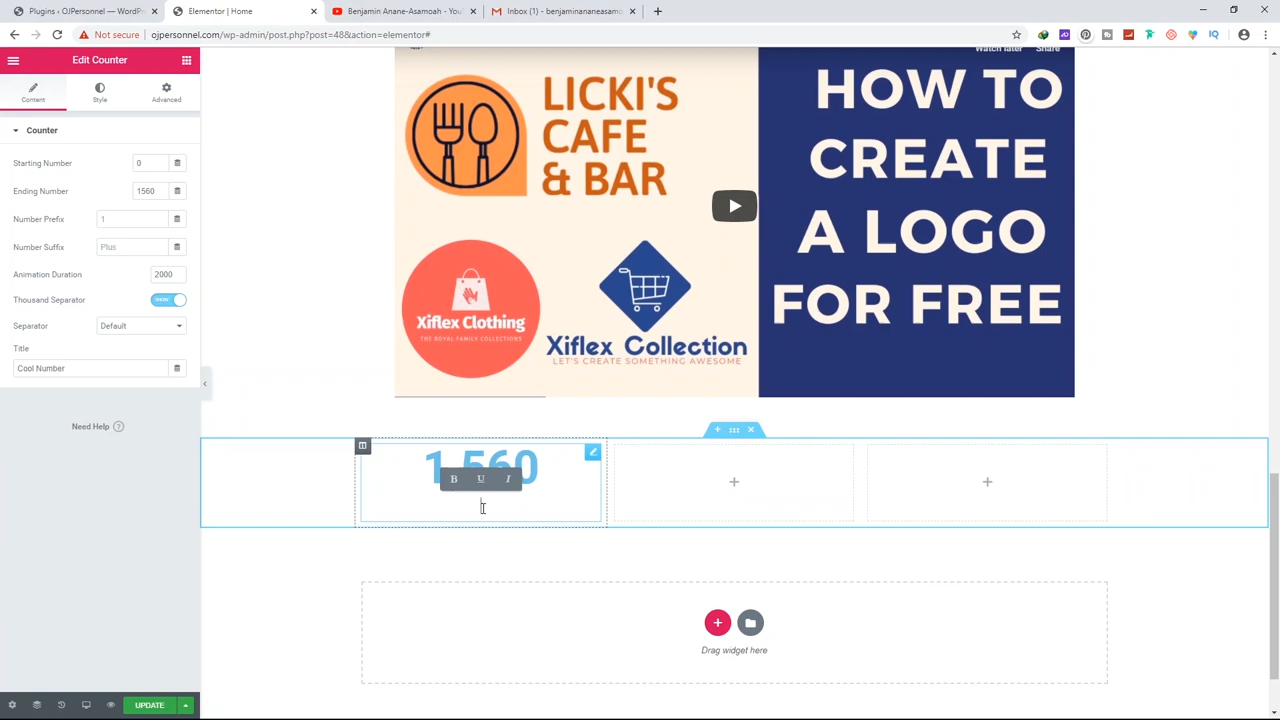 Plugins ‹ OJPersonnel — WordPr
Elementor | Home
Benjamin Anane-Asamoah - YouT
Inbox (1) - benjaminananeasamo
Not secure | ojpersonnel.com/wp-admin/post.php?post=48&action=elementor#
Edit Counter
Content
Style
Advanced
Counter
Starting Number
0
Ending Number
1560
Number Prefix
1
Number Suffix
Plus
Animation Duration
2000
Thousand Separator
SHOW
Separator
Default
Title
Cool Number
Need Help
UPDATE
Watch later
Share
LICKI'S
CAFE
& BAR
HOW TO
CREATE
A LOGO
FOR FREE
Xiflex Clothing
THE ROYAL FAMILY COLLECTIONS
Xiflex Collection
LET'S CREATE SOMETHING AWESOME
1,560
B U I
Drag widget here